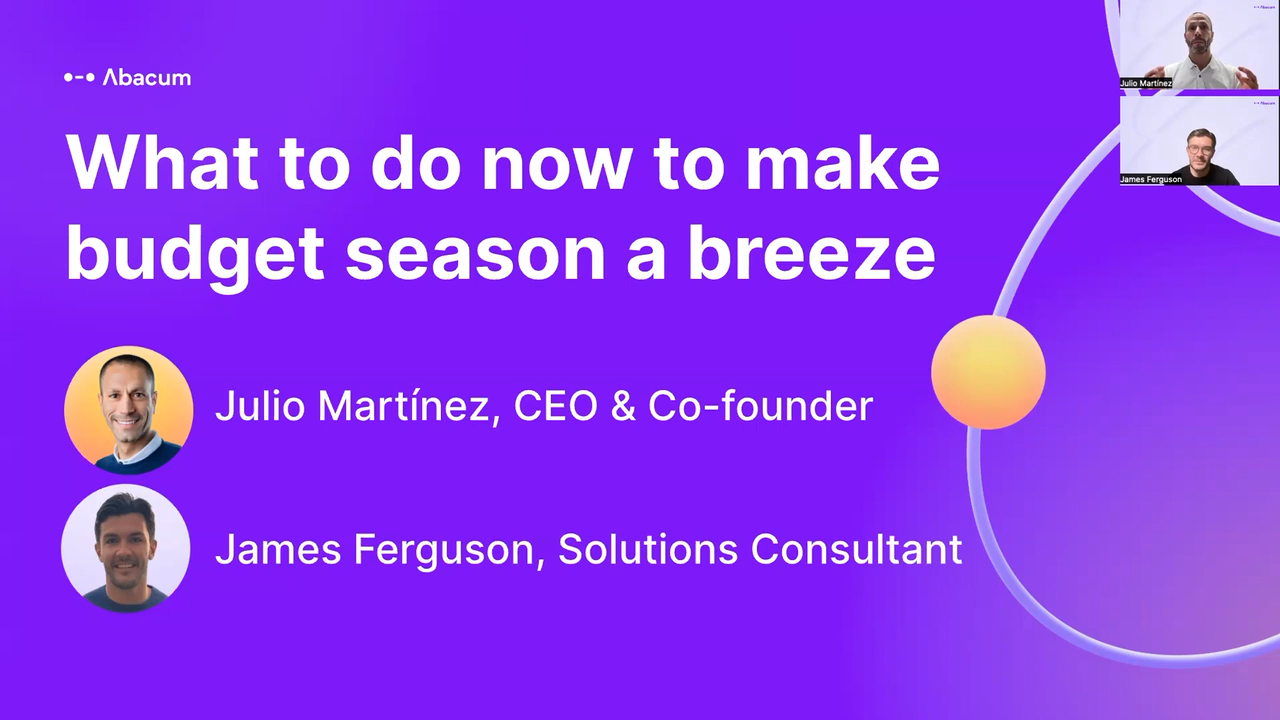 Abacum
What to do now to make
budget season a breeze
Julio Martínez, CEO & Co-founder
James Ferguson, Solutions Consultant
Julio Martínez
James Ferguson